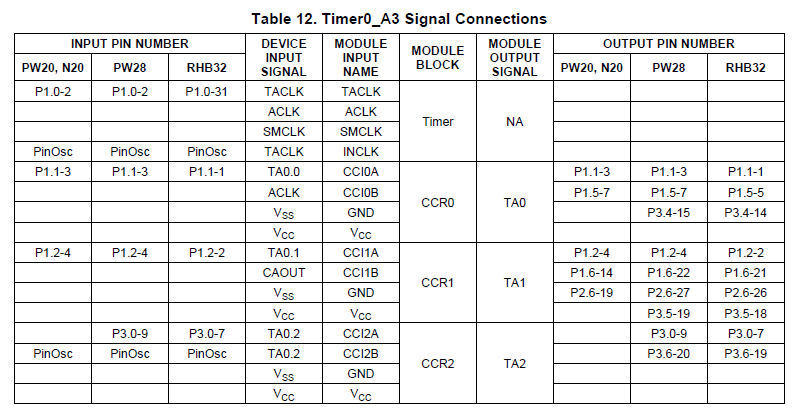 Table 12. Timer0_A3 Signal Connections
INPUT PIN NUMBER DEVICE INPUT SIGNAL MODULE INPUT NAME MODULE BLOCK MODULE OUTPUT SIGNAL OUTPUT PIN NUMBER
PW20, N20 PW28 RHB32 PW20, N20 PW28 RHB32
P1.0-2 P1.0-2 P1.0-31 TACLK TACLK Timer NA
ACLK ACLK
SMCLK SMCLK
PinOsc PinOsc PinOsc TACLK INCLK
P1.1-3 P1.1-3 P1.1-1 TA0.0 CCI0A CCR0 TA0 P1.1-3 P1.1-3 P1.1-1
ACLK CCI0B P1.5-7 P1.5-7 P1.5-5
VSS GND P3.4-15 P3.4-14
VCC VCC
P1.2-4 P1.2-4 P1.2-2 TA0.1 CCI1A CCR1 TA1 P1.2-4 P1.2-4 P1.2-2
CAOUT CCI1B P1.6-14 P1.6-22 P1.6-21
VSS GND P2.6-19 P2.6-27 P2.6-26
VCC VCC P3.5-19 P3.5-18
P3.0-9 P3.0-7 TA0.2 CCI2A CCR2 TA2 P3.0-9 P3.0-7
PinOsc PinOsc PinOsc TA0.2 CCI2B P3.6-20 P3.6-19
VSS GND
VCC VCC